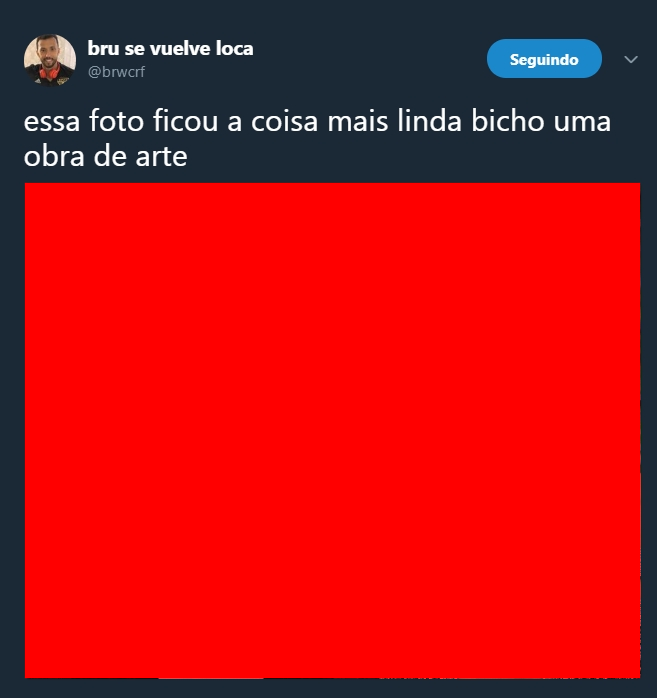 bru se vuelve loca
@brwcrf
Seguindo
essa foto ficou a coisa mais linda bicho uma
obra de arte